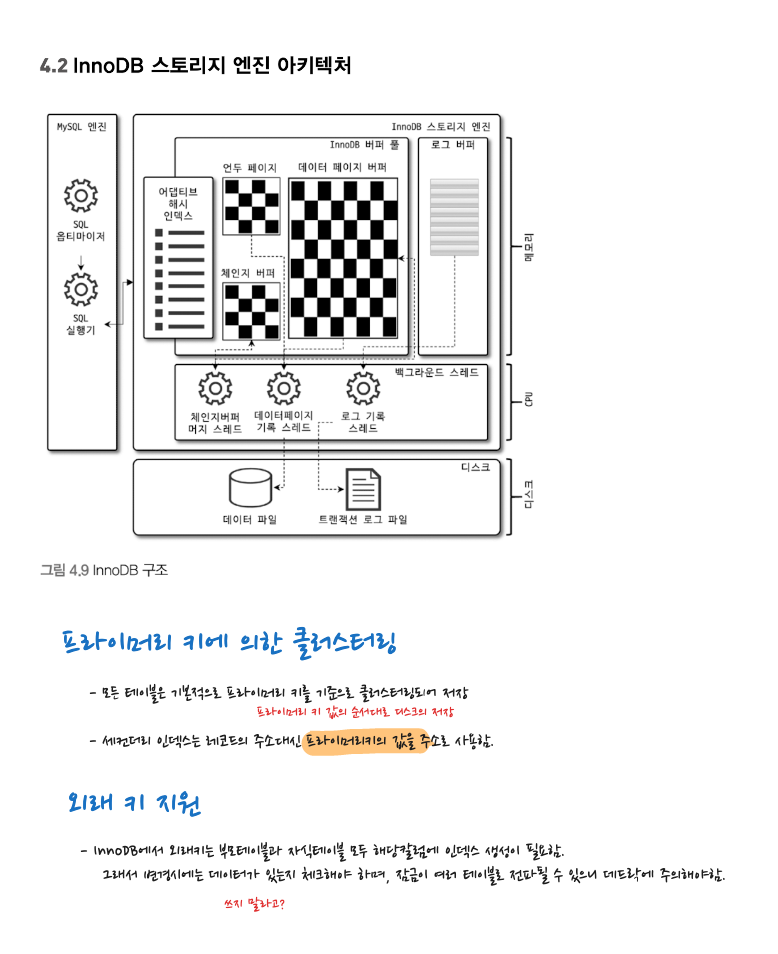 4.2 InnoDB 스토리지 엔진 아키텍처
MySQL 엔진
InnoDB 스토리지 엔진
InnoDB 버퍼 풀
로그 버퍼
언두 페이지
데이터 페이지 버퍼
어댑티브
해시
인덱스
SQL
옵티마이저
체인지 버퍼
SQL
실행기
메모리
백그라운드 스레드
체인지버퍼
머지 스레드
데이터페이지
기록 스레드
로그 기록
스레드
CPU
디스크
데이터 파일
트랜잭션 로그 파일
디스크
그림 4.9 InnoDB 구조
프라이머리 키에 의한 클러스터링
- 모든 테이블은 기본적으로 프라이머리 키를 기준으로 클러스터링되어 저장
프라이머리 키 값의 순서대로 디스크의 저장
- 세컨더리 인덱스는 레코드의 주소대신 프라이머리키의 값을 주소로 사용함.
외래 키 지원
- InnoDB에서 외래키는 부모테이블과 자식테이블 모두 해당칼럼에 인덱스 생성이 필요함.
그래서 변경시에는 데이터가 있는지 체크해야 하며, 잠금이 여러 테이블로 전파될 수 있으니 데드락에 주의해야함.
쓰지 말라고?